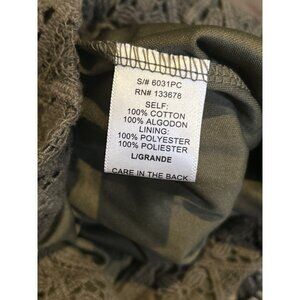 S/# 6031PC
RN# 133678
SELF:
100% COTTON
100% ALGODON
LINING:
100% POLYESTER
100% POLIESTER
L/GRANDE
CARE IN THE BACK